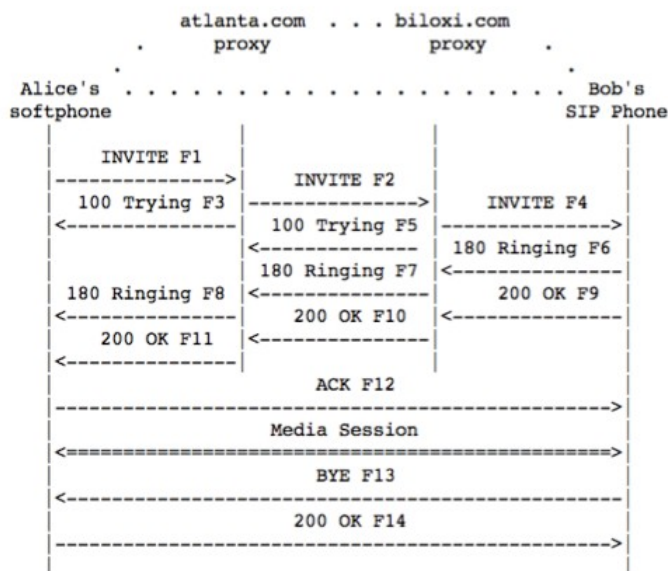 atlanta.com . . . biloxi.com
. proxy proxy .
. .
Alice's . . . . . . . . . . . . . . . . . . . . Bob's
softphone SIP Phone
INVITE F1
INVITE F2
100 Trying F3
INVITE F4
100 Trying F5
180 Ringing F6
180 Ringing F7
180 Ringing F8
200 OK F9
200 OK F10
200 OK F11
ACK F12
Media Session
BYE F13
200 OK F14